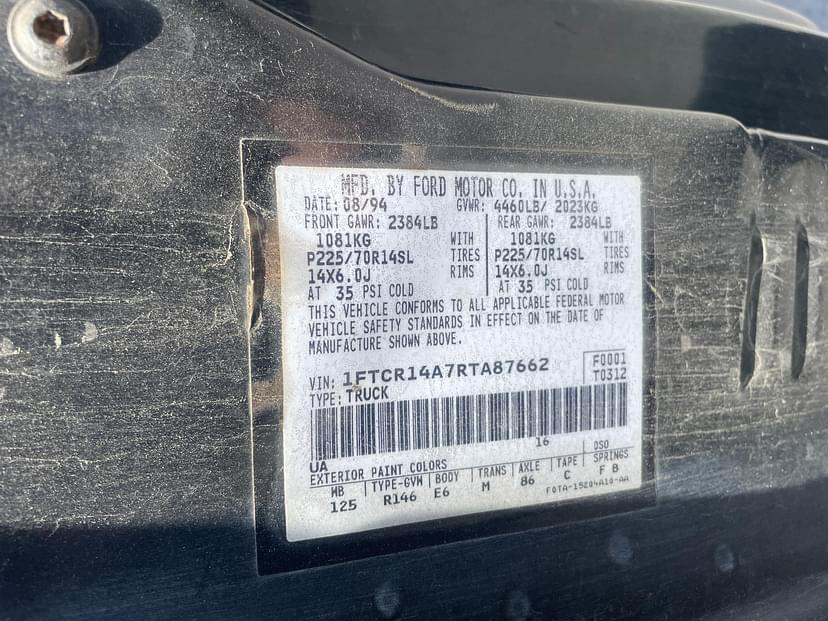 MFD. BY FORD MOTOR CO. IN U.S.A.
DATE: 08/94 GVWR: 4460LB/ 2023KG
FRONT GAWR: 2384LB REAR GAWR: 2384LB
1081KG WITH 1081KG WITH
P225/70R14SL TIRES P225/70R14SL TIRES
14X6.0J RIMS 14X6.0J RIMS
AT 35 PSI COLD AT 35 PSI COLD
THIS VEHICLE CONFORMS TO ALL APPLICABLE FEDERAL MOTOR
VEHICLE SAFETY STANDARDS IN EFFECT ON THE DATE OF
MANUFACTURE SHOWN ABOVE.
VIN: 1FTCR14A7RTA87662 F0001
TYPE: TRUCK T0312
16
UA DSO
EXTERIOR PAINT COLORS
WB TYPE-GVW BODY TRANS AXLE TAPE SPRINGS
125 R146 E6 M 86 C F B
F0TA-15204A10-AA